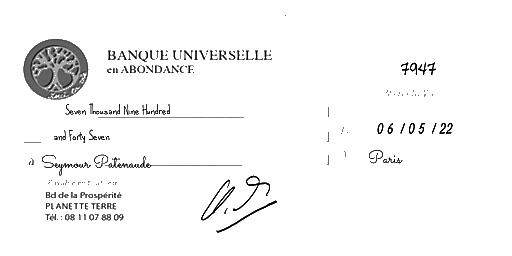 BANQUE UNIVERSELLE
en ABONDANCE
7947
Seven Thousand Nine Hundred
and Forty Seven
06/05/22
à Seymour Patenaude
Paris
Bd de la Prospérité
PLANETTE TERRE
Tél. : 08 11 07 88 09